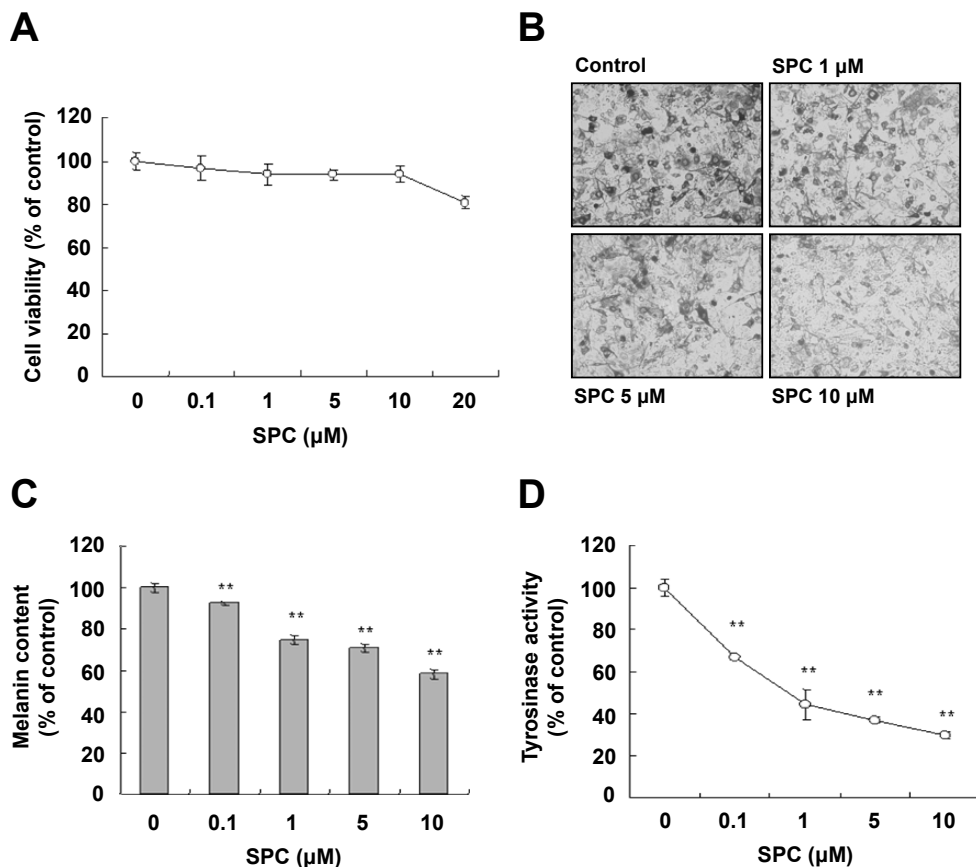 A
Cell viability (% of control)
120
100
80
60
40
20
0
0 0.1 1 5 10 20
SPC (µM)
B
Control SPC 1 µM
SPC 5 µM SPC 10 µM
C
Melanin content
(% of control)
120
100
80
60
40
20
0
** ** ** **
0 0.1 1 5 10
SPC (µM)
D
Tyrosinase activity
(% of control)
120
100
80
60
40
20
0
** ** ** **
0 0.1 1 5 10
SPC (µM)